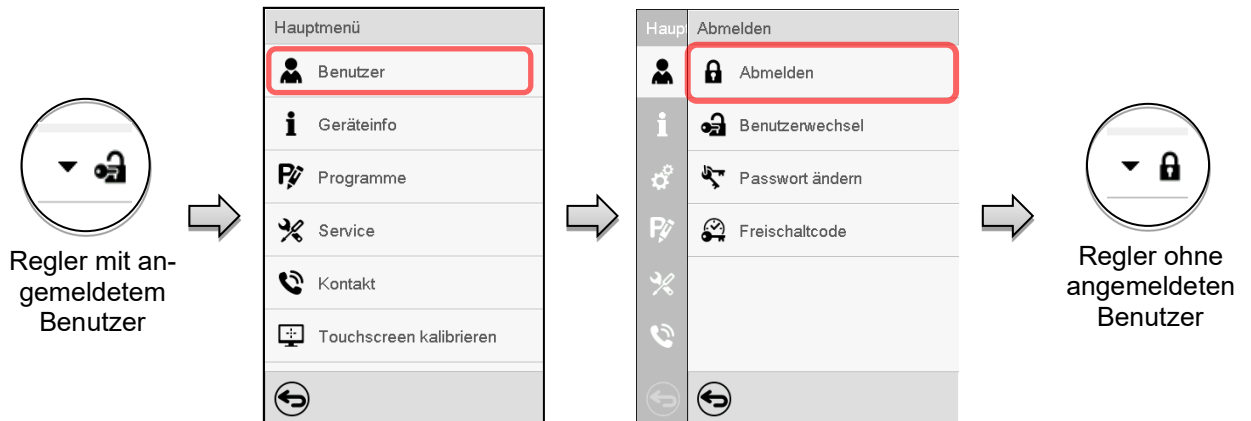 Regler mit an-
gemeldetem
Benutzer
Hauptmenü
Benutzer
Geräteinfo
Programme
Service
Kontakt
Touchscreen kalibrieren
Haup
Abmelden
Abmelden
Benutzerwechsel
Passwort ändern
Freischaltcode
Regler ohne
angemeldeten
Benutzer